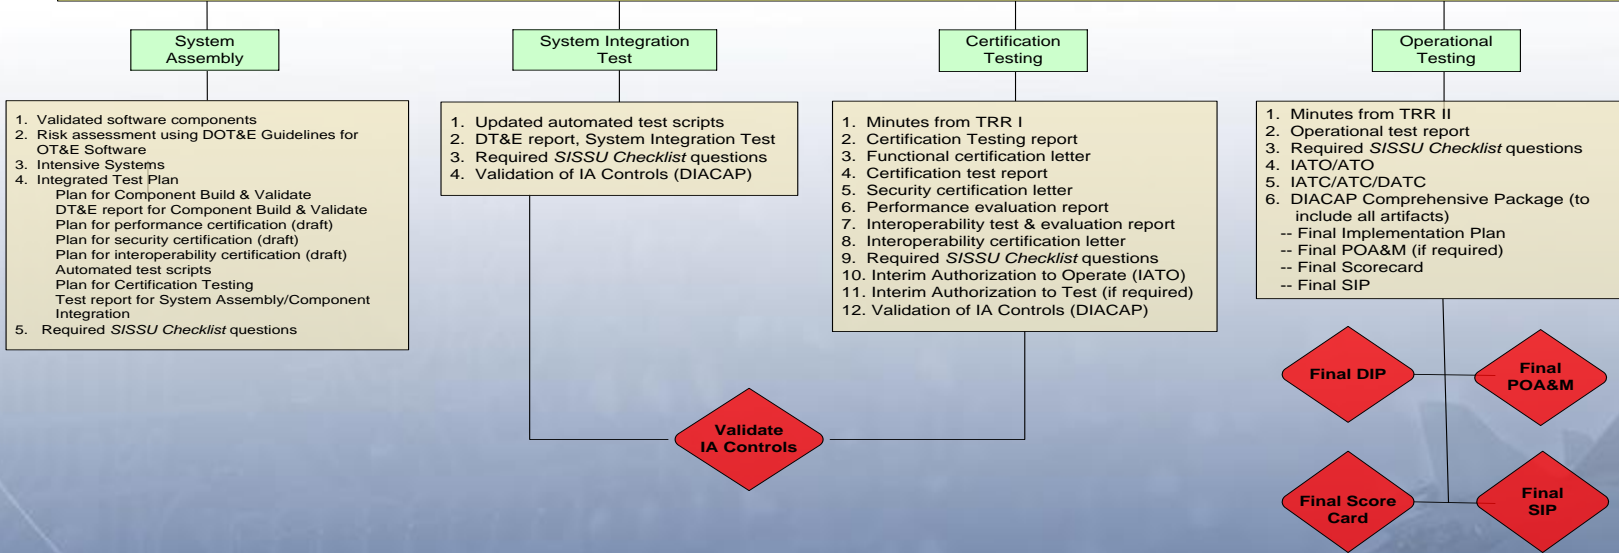 System
Assembly
1. Validated software components
2. Risk assessment using DOT&E Guidelines for
OT&E Software
3. Intensive Systems
4. Integrated Test Plan
Plan for Component Build & Validate
DT&E report for Component Build & Validate
Plan for performance certification (draft)
Plan for security certification (draft)
Plan for interoperability certification (draft)
Automated test scripts
Plan for Certification Testing
Test report for System Assembly/Component
Integration
5. Required SISSU Checklist questions
System Integration
Test
1. Updated automated test scripts
2. DT&E report, System Integration Test
3. Required SISSU Checklist questions
4. Validation of IA Controls (DIACAP)
Certification
Testing
1. Minutes from TRR I
2. Certification Testing report
3. Functional certification letter
4. Certification test report
5. Security certification letter
6. Performance evaluation report
7. Interoperability test & evaluation report
8. Interoperability certification letter
9. Required SISSU Checklist questions
10. Interim Authorization to Operate (IATO)
11. Interim Authorization to Test (if required)
12. Validation of IA Controls (DIACAP)
Operational
Testing
1. Minutes from TRR II
2. Operational test report
3. Required SISSU Checklist questions
4. IATO/ATO
5. IATC/ATC/DATC
6. DIACAP Comprehensive Package (to
include all artifacts)
-- Final Implementation Plan
-- Final POA&M (if required)
-- Final Scorecard
-- Final SIP
Validate
IA Controls
Final DIP
Final
POA&M
Final Score
Card
Final
SIP